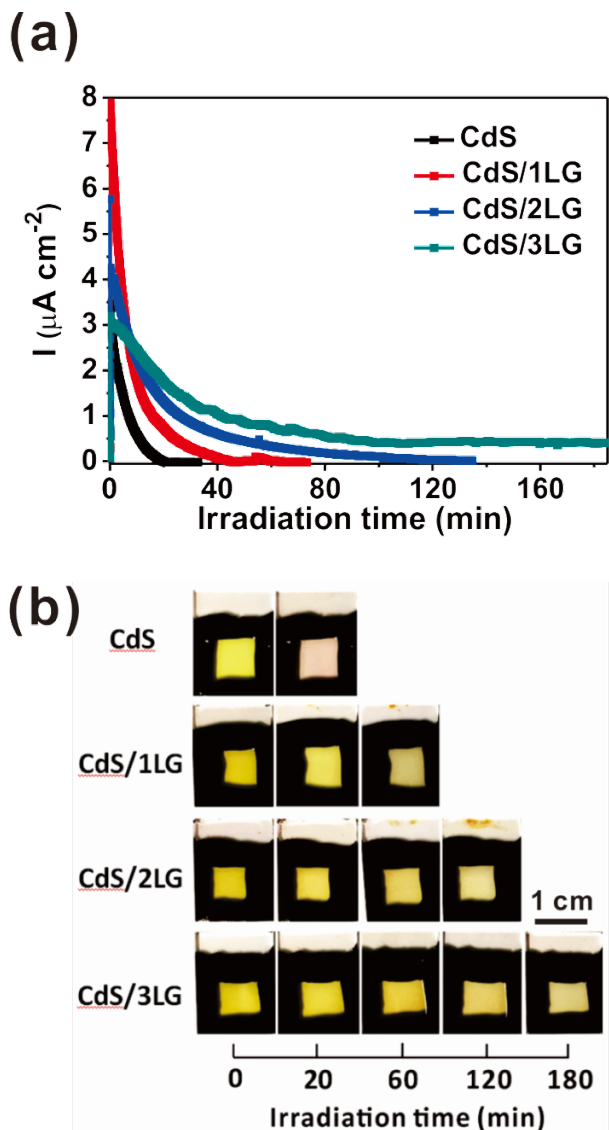 (a)
8
7
6
5
4
3
2
1
0
I (μA cm-2)
CdS
CdS/1LG
CdS/2LG
CdS/3LG
0 40 80 120 160
Irradiation time (min)
(b)
CdS
CdS/1LG
CdS/2LG
1 cm
CdS/3LG
0 20 60 120 180
Irradiation time (min)